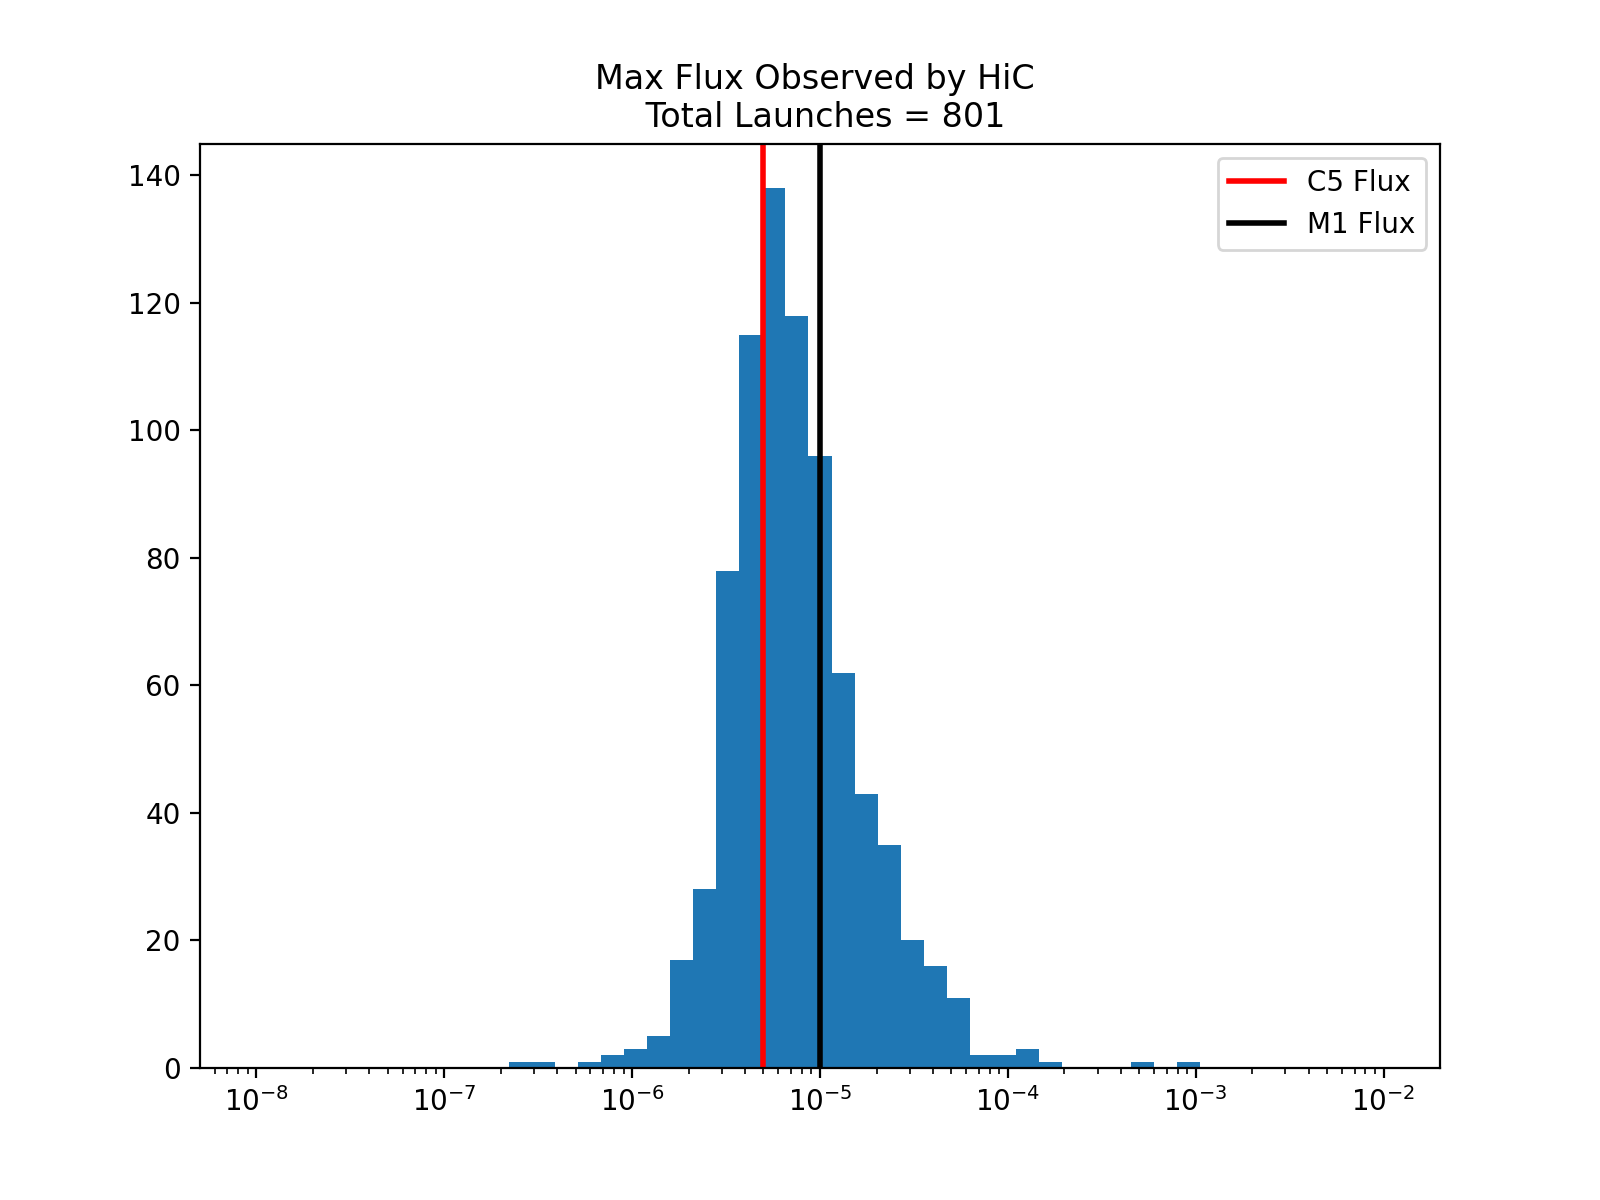 Max Flux Observed by HiC
Total Launches = 801
C5 Flux
M1 Flux
140
120
100
80
60
40
20
0
10⁻⁸ 10⁻⁷ 10⁻⁶ 10⁻⁵ 10⁻⁴ 10⁻³ 10⁻²